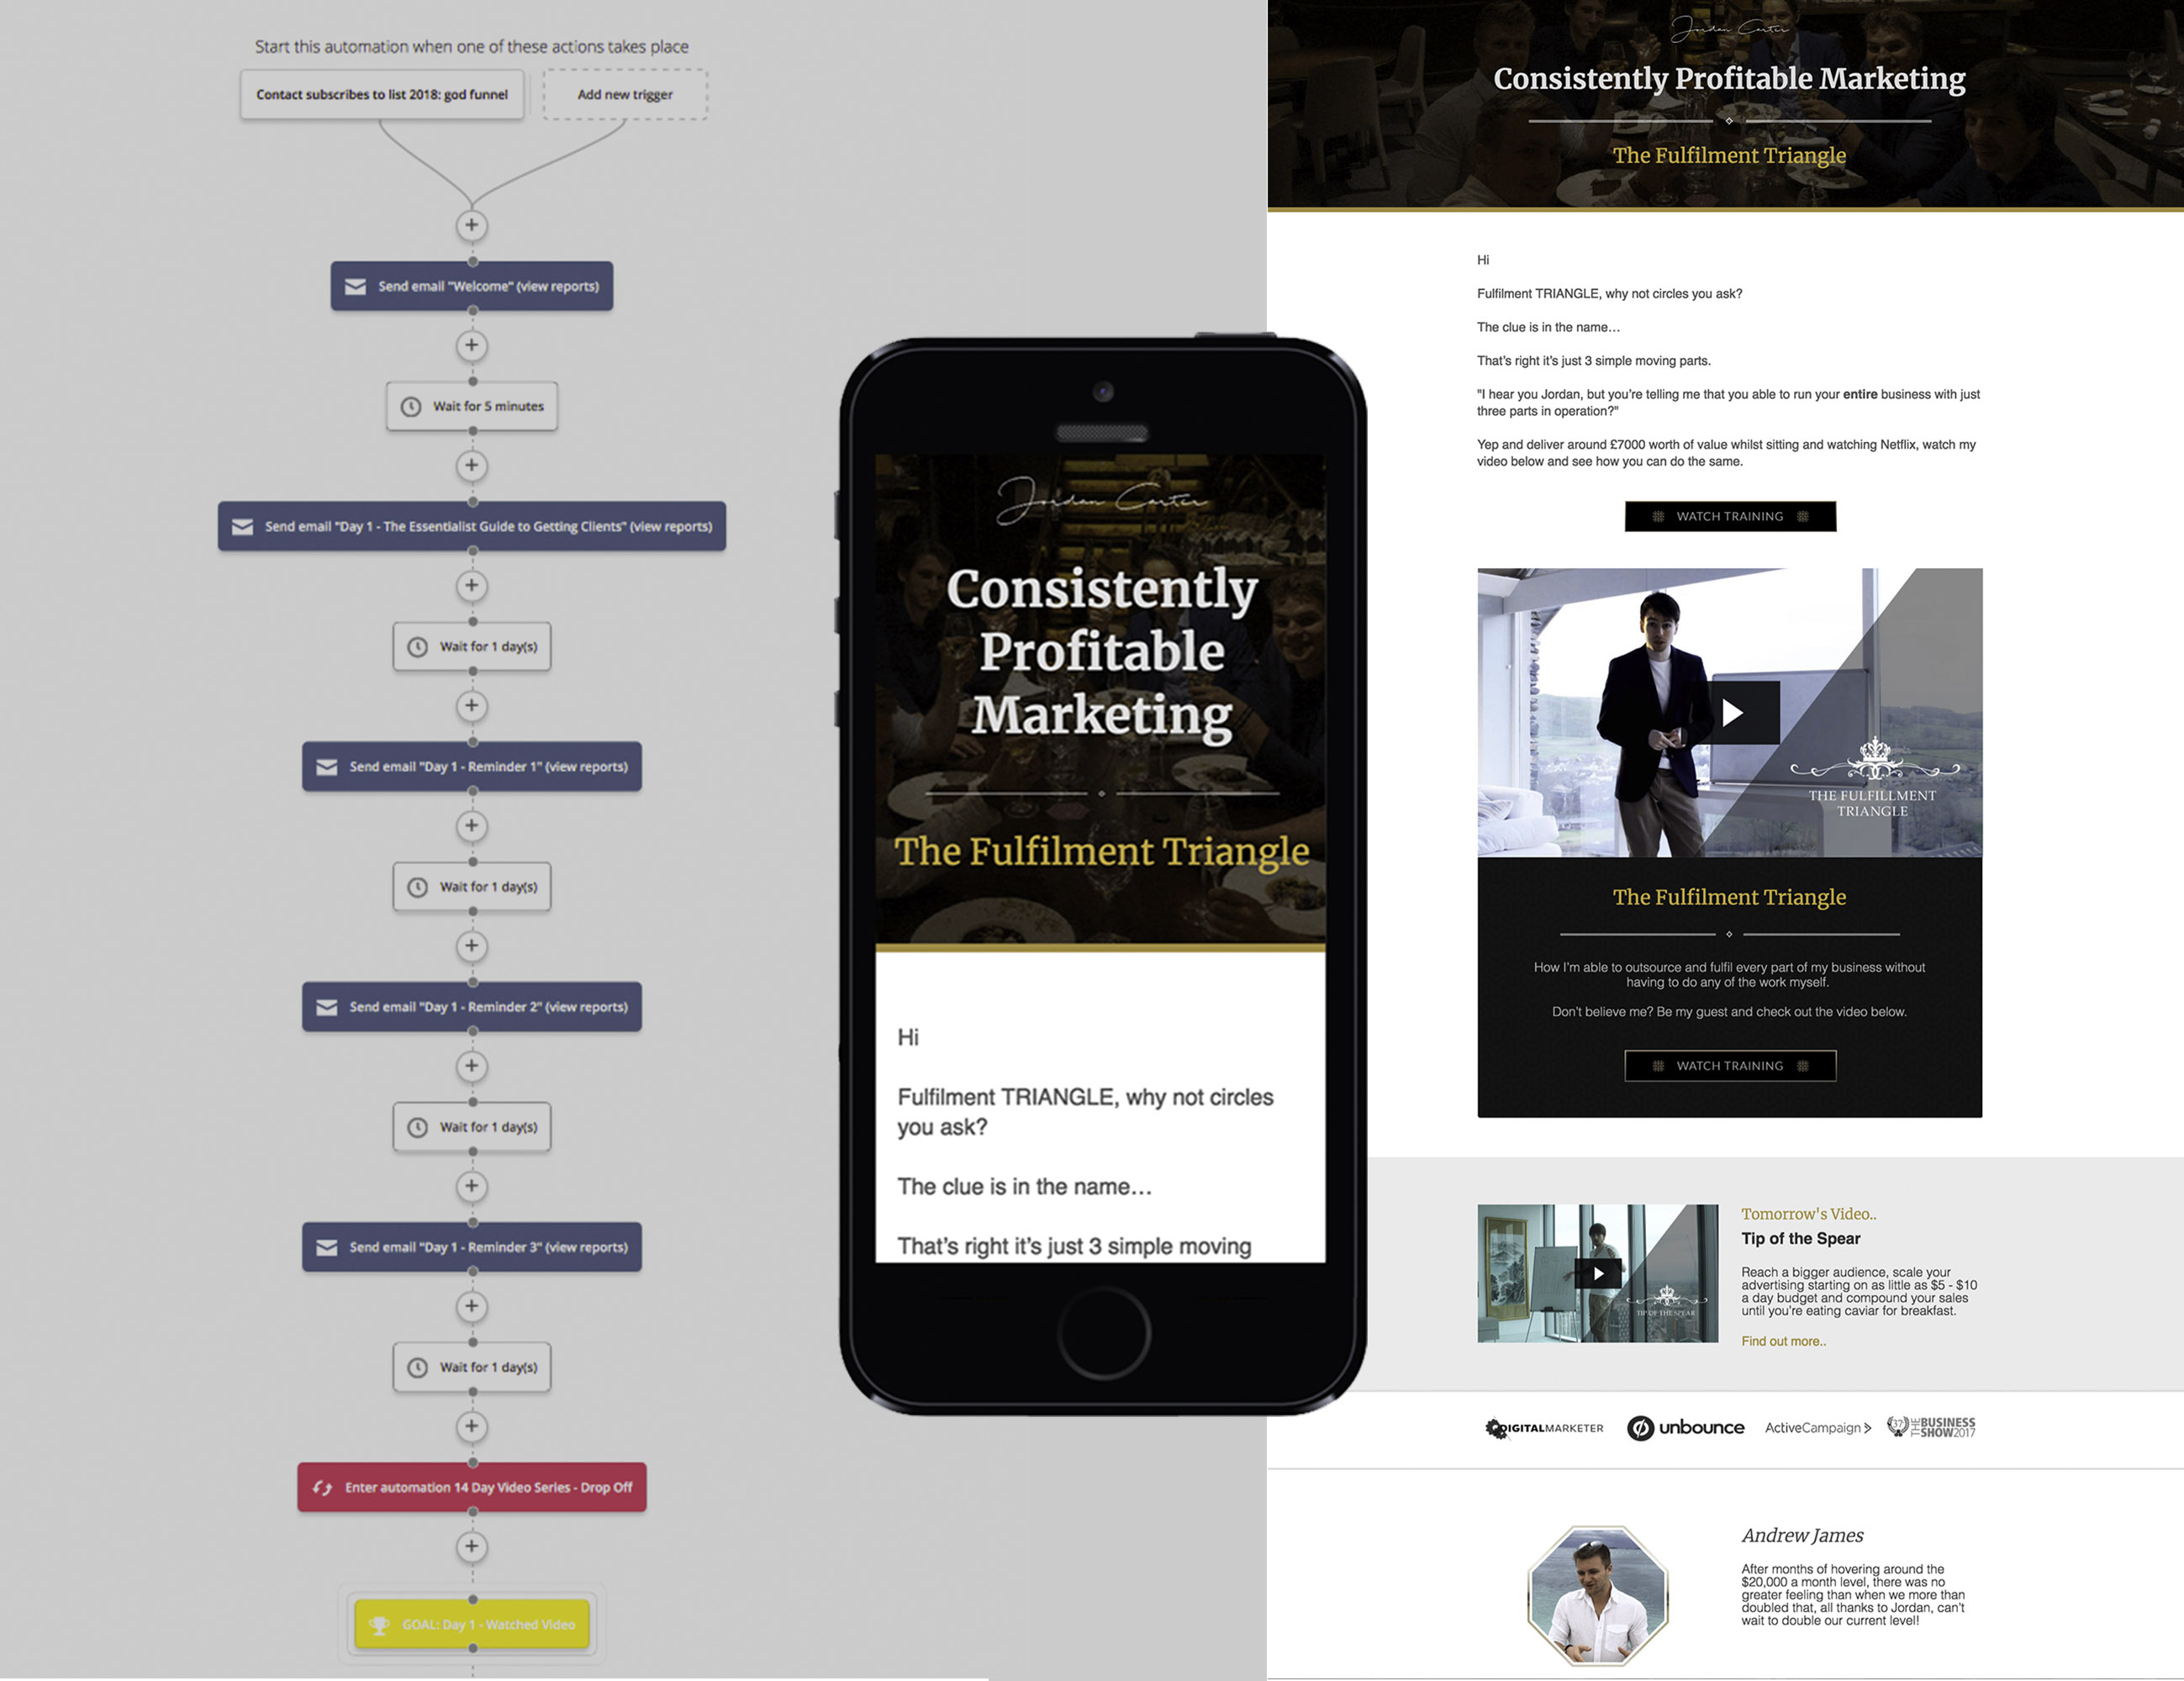 Start this automation when one of these actions takes place
Contact subscribes to list 2018: god funnel
Add new trigger
Send email "Welcome" (view reports)
Wait for 5 minutes
Send email "Day 1 - The Essentialist Guide to Getting Clients" (view reports)
Wait for 1 day(s)
Send email "Day 1 - Reminder 1" (view reports)
Wait for 1 day(s)
Send email "Day 1 - Reminder 2" (view reports)
Wait for 1 day(s)
Send email "Day 1 - Reminder 3" (view reports)
Wait for 1 day(s)
Enter automation 14 Day Video Series - Drop Off
GOAL: Day 1 - Watched Video
Jordan Carter
Consistently
Profitable
Marketing
The Fulfilment Triangle
Hi
Fulfilment TRIANGLE, why not circles
you ask?
The clue is in the name...
That's right it's just 3 simple moving
Jordan Carter
Consistently Profitable Marketing
The Fulfilment Triangle
Hi
Fulfilment TRIANGLE, why not circles you ask?
The clue is in the name...
That's right it's just 3 simple moving parts.
"I hear you Jordan, but you're telling me that you able to run your entire business with just
three parts in operation?"
Yep and deliver around £7000 worth of value whilst sitting and watching Netflix, watch my
video below and see how you can do the same.
WATCH TRAINING
THE FULFILLMENT
TRIANGLE
The Fulfilment Triangle
How I'm able to outsource and fulfil every part of my business without
having to do any of the work myself.
Don't believe me? Be my guest and check out the video below.
WATCH TRAINING
TIP OF THE SPEAR
Tomorrow's Video..
Tip of the Spear
Reach a bigger audience, scale your
advertising starting on as little as $5 - $10
a day budget and compound your sales
until you're eating caviar for breakfast.
Find out more..
DIGITALMARKETER
unbounce
ActiveCampaign >
37 THE BUSINESS
SHOW2017
Andrew James
After months of hovering around the
$20,000 a month level, there was no
greater feeling than when we more than
doubled that, all thanks to Jordan, can't
wait to double our current level!